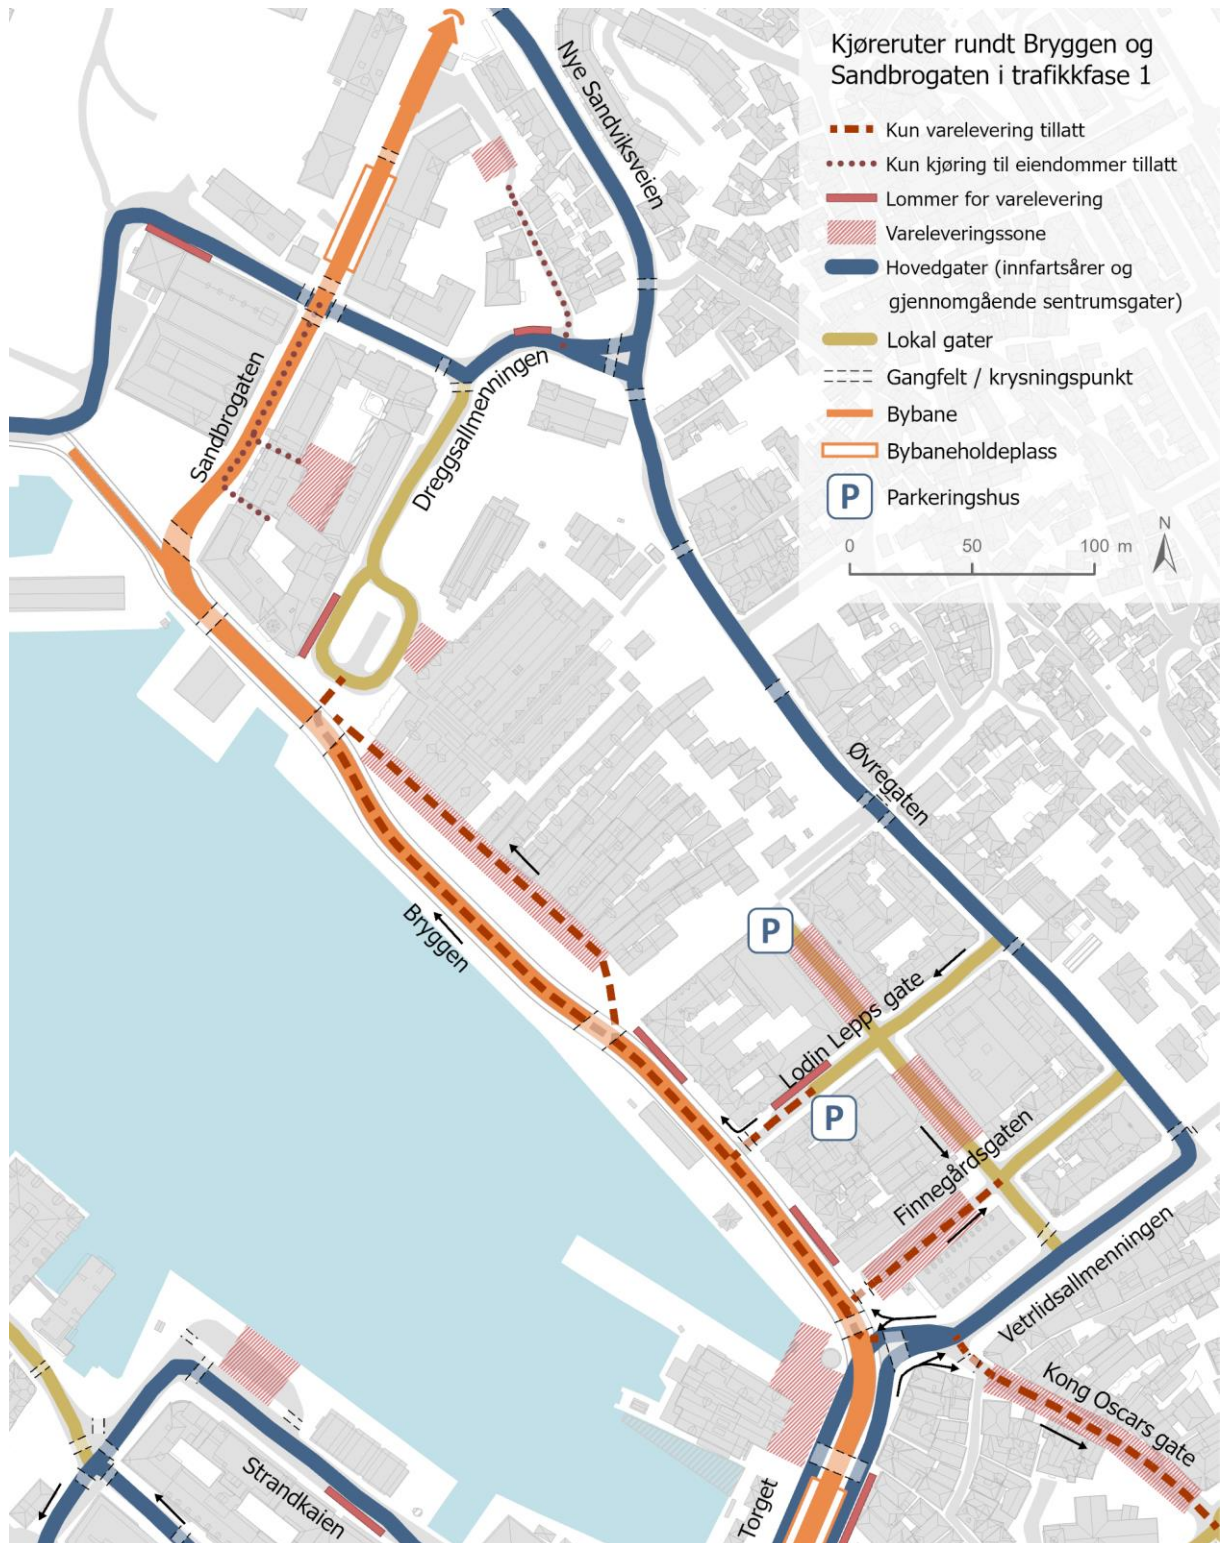 Kjøreruter rundt Bryggen og
Sandbrogaten i trafikkfase 1
Kun varelevering tillatt
Kun kjøring til eiendommer tillatt
Lommer for varelevering
Vareleveringssone
Hovedgater (innfartsårer og
gjennomgående sentrumsgater)
Lokal gater
Gangfelt / krysningspunkt
Bybane
Bybaneholdeplass
P Parkeringshus
N
0 50 100 m
Nye Sandviksveien
Sandbrogaten
Dreggsallmenningen
Øvregaten
Bryggen
P
Lodin Lepps gate
P
Finnegårdsgaten
Vetrlidsallmenningen
Kong Oscars gate
Strandkaien
Torget